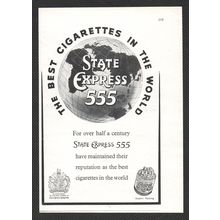 THE BEST CIGARETTES IN THE WORLD
STATE
EXPRESS
555
For over half a century
STATE EXPRESS 555
have maintained their
reputation as the best
cigarettes in the world